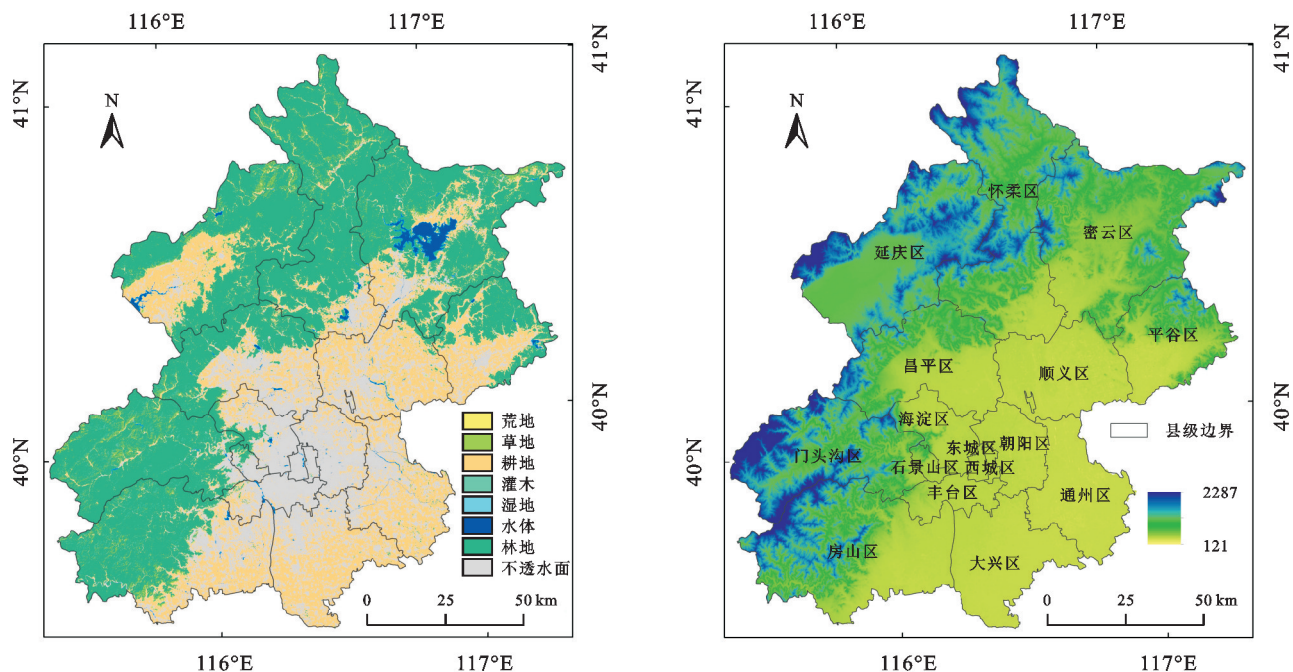 116°E
117°E
41°N
41°N
N
40°N
40°N
荒地
草地
耕地
灌木
湿地
水体
林地
不透水面
0 25 50 km
116°E
117°E
116°E
117°E
41°N
41°N
N
怀柔区
密云区
延庆区
平谷区
昌平区
顺义区
40°N
40°N
海淀区
县级边界
东城区
朝阳区
门头沟区
石景山区
西城区
丰台区
通州区
2287
121
房山区
大兴区
0 25 50 km
116°E
117°E